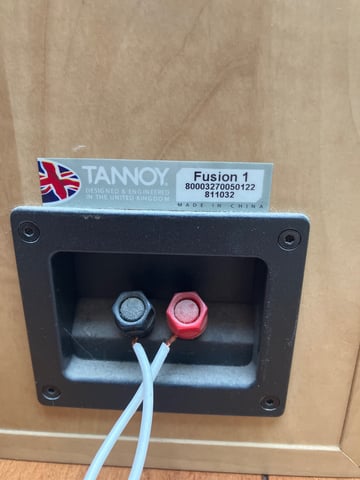 TANNOY
DESIGNED & ENGINEERED
IN THE UNITED KINGDOM
Fusion 1
80003270050122
811032
MADE IN CHINA